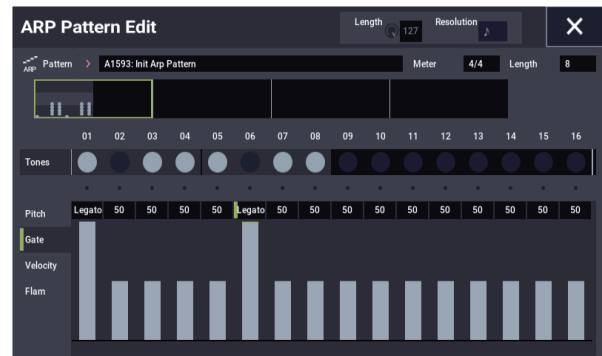 ARP Pattern Edit
Length
127
Resolution
ARP Pattern > A1593: Init Arp Pattern Meter 4/4 Length 8
01 02 03 04 05 06 07 08 09 10 11 12 13 14 15 16
Tones
Pitch Legato 50 50 50 50 Legato 50 50 50 50 50 50 50 50 50 50
Gate
Velocity
Flam